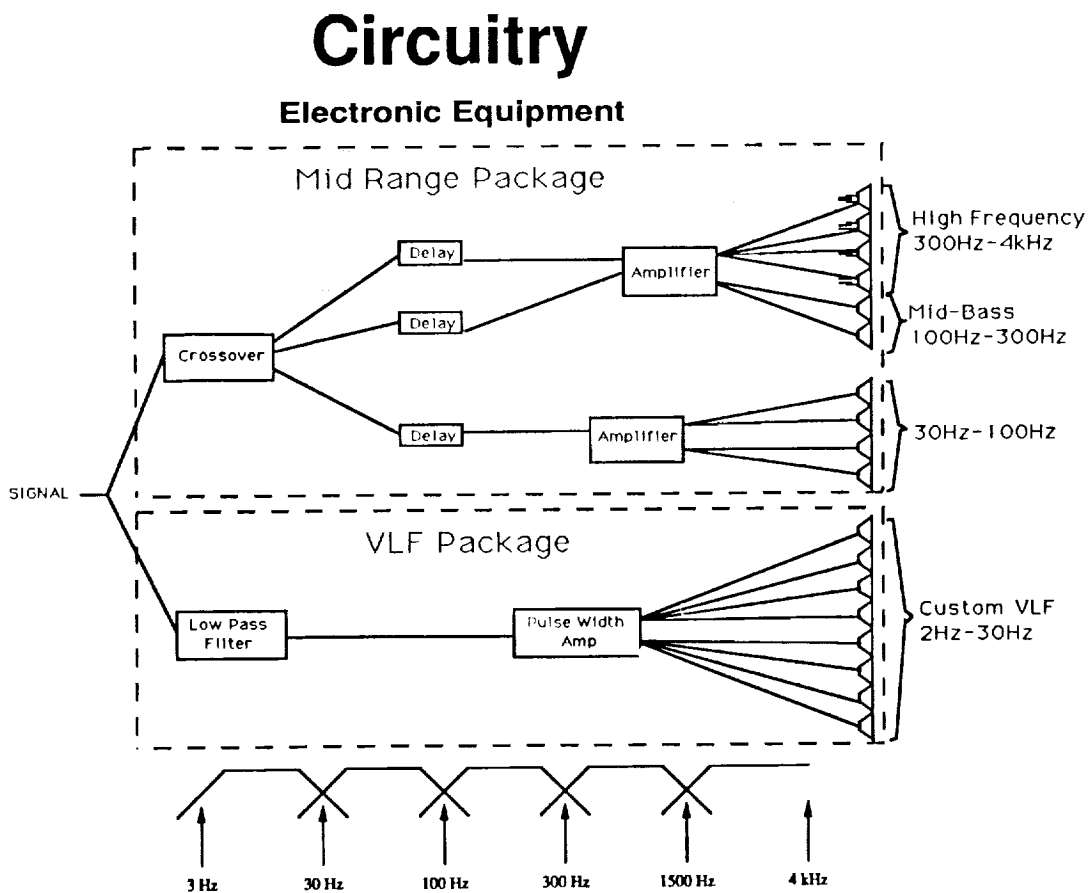 Circuitry
Electronic Equipment
Mid Range Package
High Frequency
300Hz-4kHz
Delay
Amplifier
Delay
Mid-Bass
100Hz-300Hz
Crossover
Delay
Amplifier
30Hz-100Hz
SIGNAL
VLF Package
Low Pass
Filter
Pulse Width
Amp
Custom VLF
2Hz-30Hz
3 Hz
30 Hz
100 Hz
300 Hz
1500 Hz
4 kHz